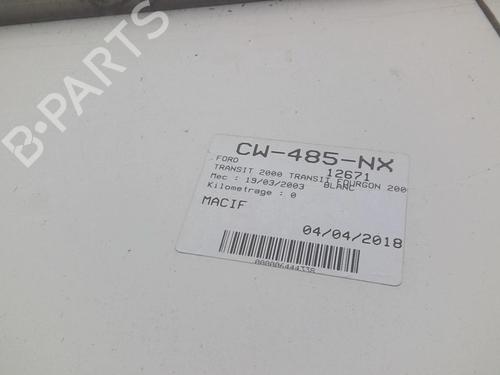 B-PARTS
CW-485-NX
FORD 12671
TRANSIT 2000 TRANSIT FOURGON 200
Mec : 19/03/2003 BLANC
Kilometrage : 0
MACIF
04/04/2018
000006444338